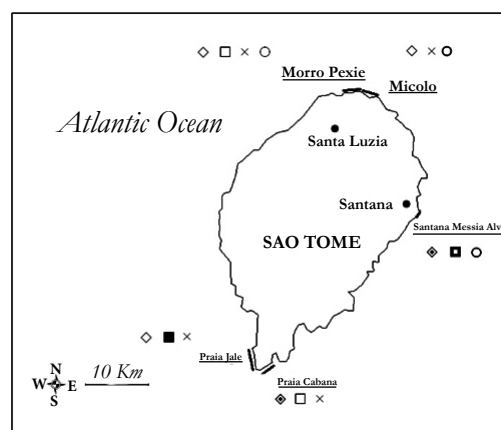 Morro Pexie
Micolo
Atlantic Ocean
Santa Luzia
Santana
Santana Messia Alv
SAO TOME
Praia Jale
Praia Cabana
N
W E
S
10 Km